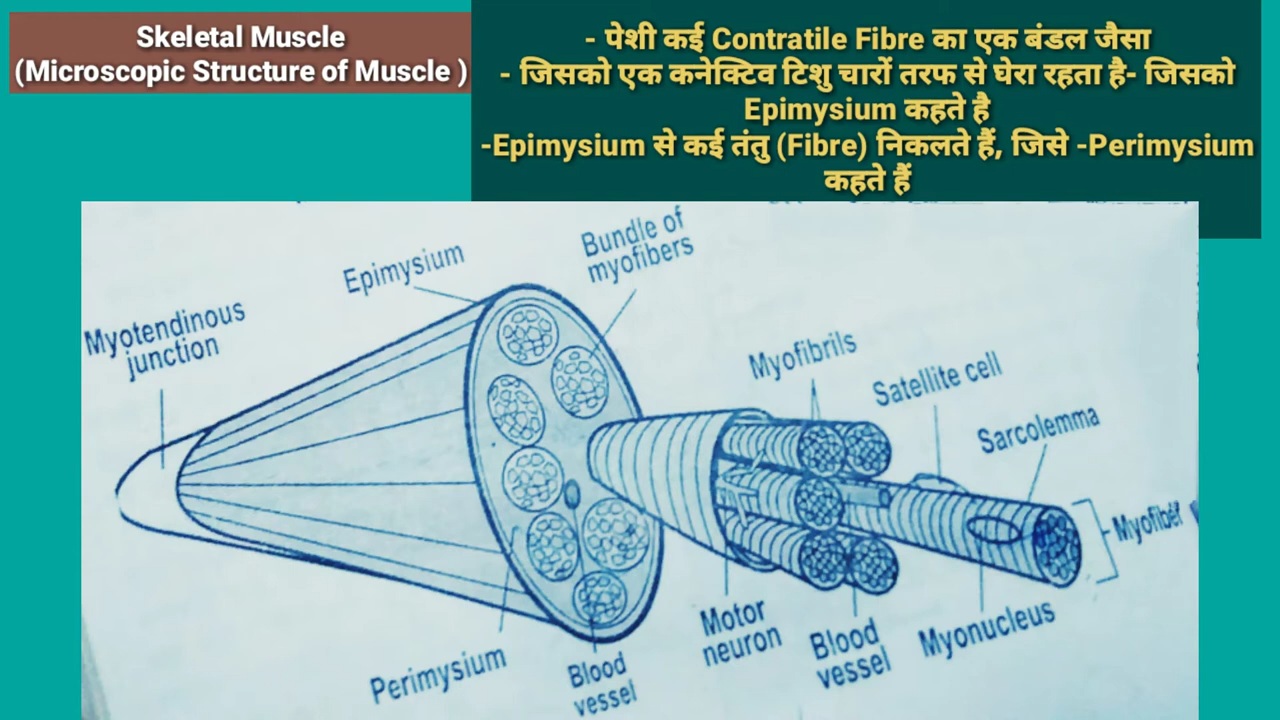 Skeletal Muscle
(Microscopic Structure of Muscle )
- पेशी कई Contratile Fibre का एक बंडल जैसा
- जिसको एक कनेक्टिव टिशु चारों तरफ से घेरा रहता है- जिसको
Epimysium कहते है
-Epimysium से कई तंतु (Fibre) निकलते हैं, जिसे -Perimysium
कहते हैं
Epimysium
Bundle of
myofibers
Myotendinous
junction
Myofibrils
Satellite cell
Sarcolemma
Myofiber
Motor
neuron
Blood
vessel
Myonucleus
Perimysium
Blood
vessel